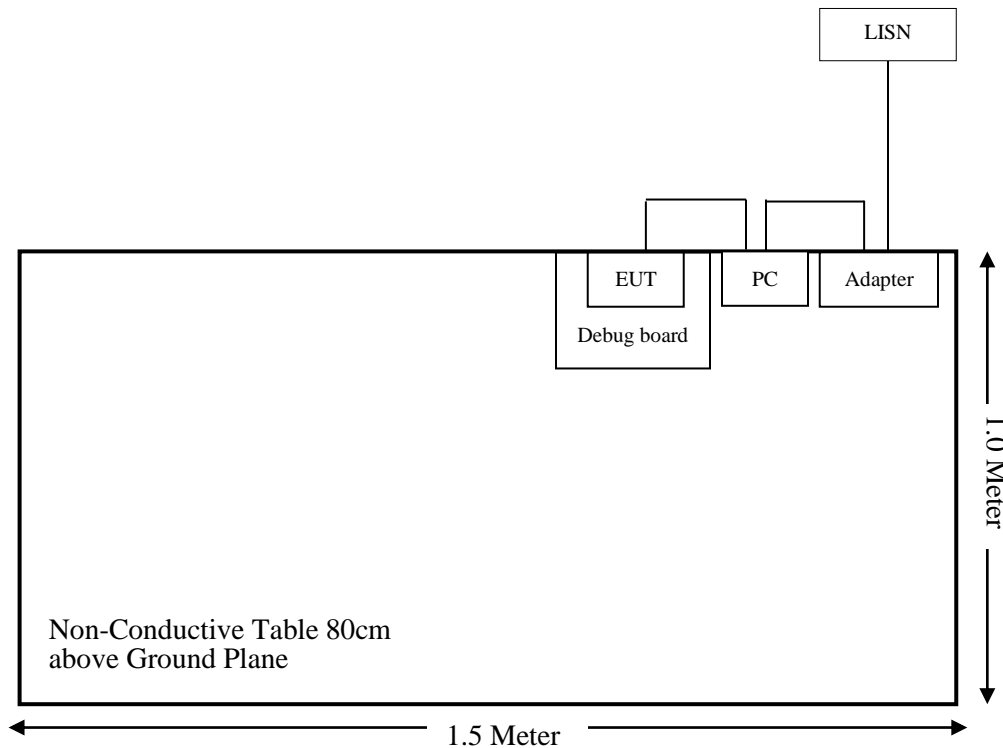 LISN
EUT
PC
Adapter
Debug board
1.0 Meter
Non-Conductive Table 80cm
above Ground Plane
1.5 Meter